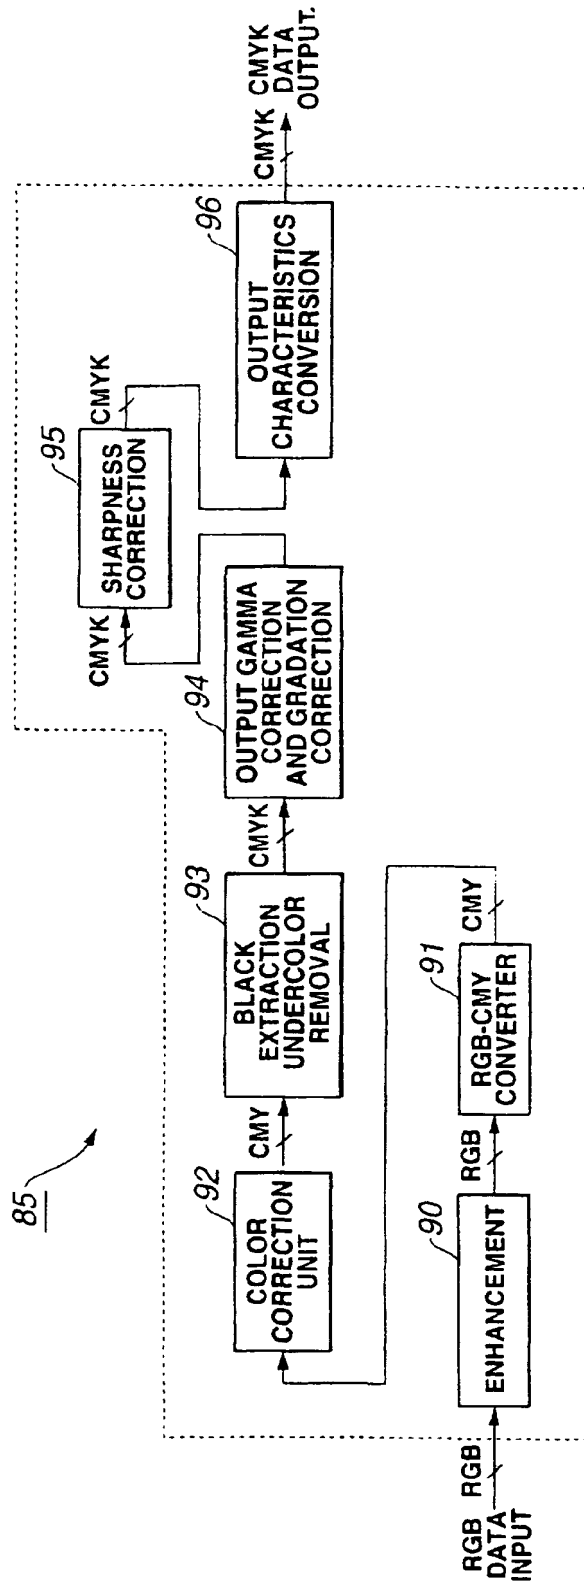 85
RGB
DATA
INPUT
RGB
90
ENHANCEMENT
RGB
91
RGB-CMY
CONVERTER
CMY
92
COLOR
CORRECTION
UNIT
CMY
93
BLACK
EXTRACTION
UNDERCOLOR
REMOVAL
CMYK
94
OUTPUT GAMMA
CORRECTION
AND GRADATION
CORRECTION
CMYK
95
SHARPNESS
CORRECTION
CMYK
96
OUTPUT
CHARACTERISTICS
CONVERSION
CMYK
CMYK
DATA
OUTPUT.